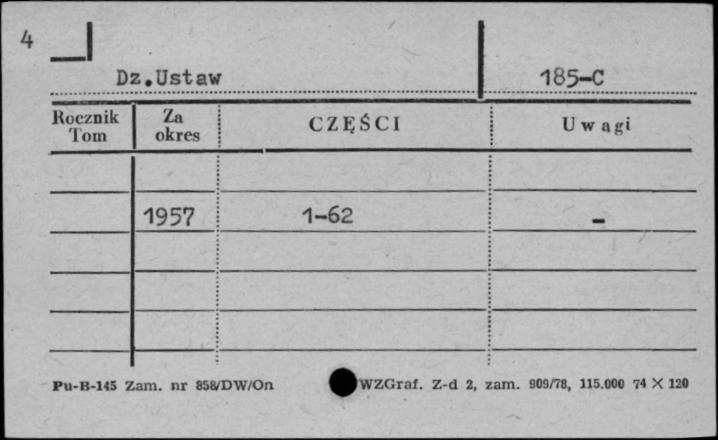 4
Dz.Ustaw 185-C
Rocznik Tom Za okres CZĘŚCI Uwagi
1957 1-62 -
Pu-B-145 Zam. nr 858/DW/On WZGraf. Z-d 2, zam. 909/78, 115.000 74 X 120